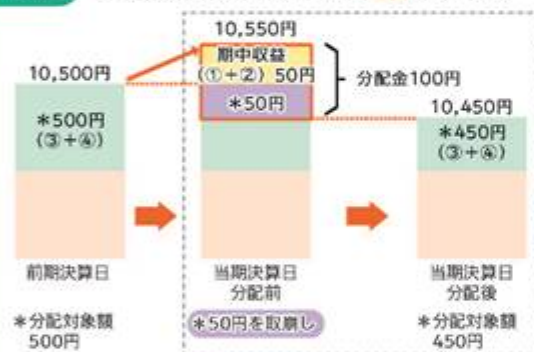 10,550円
期中収益
(①+②) 50円
10,500円
分配金100円
*50円
10,450円
*500円
(③+④)
*450円
(③+④)
前期決算日
当期決算日
分配前
当期決算日
分配後
*分配対象額
500円
*50円を取崩し
*分配対象額
450円